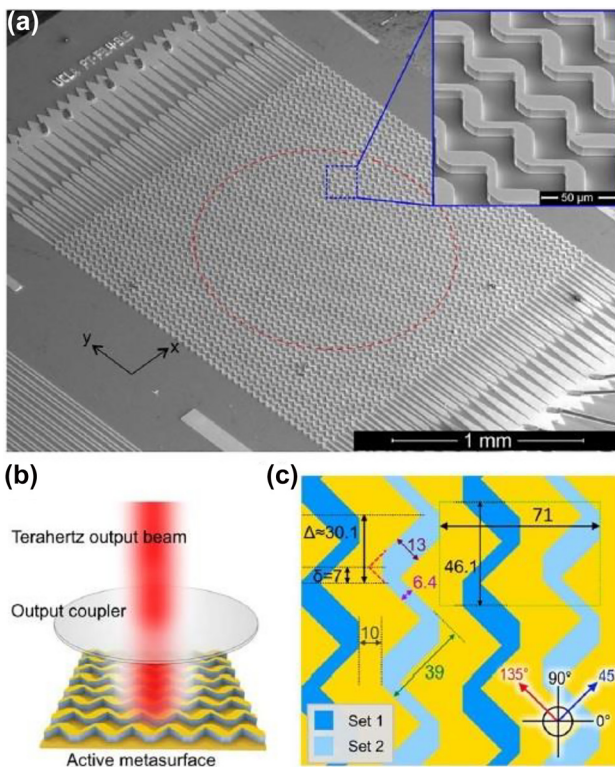 (a)
50 μm
y
x
1 mm
(b)
Terahertz output beam
Output coupler
Active metasurface
(c)
Δ≈30.1
13
71
δ=7
46.1
6.4
10
39
135°
90°
45
0°
Set 1
Set 2